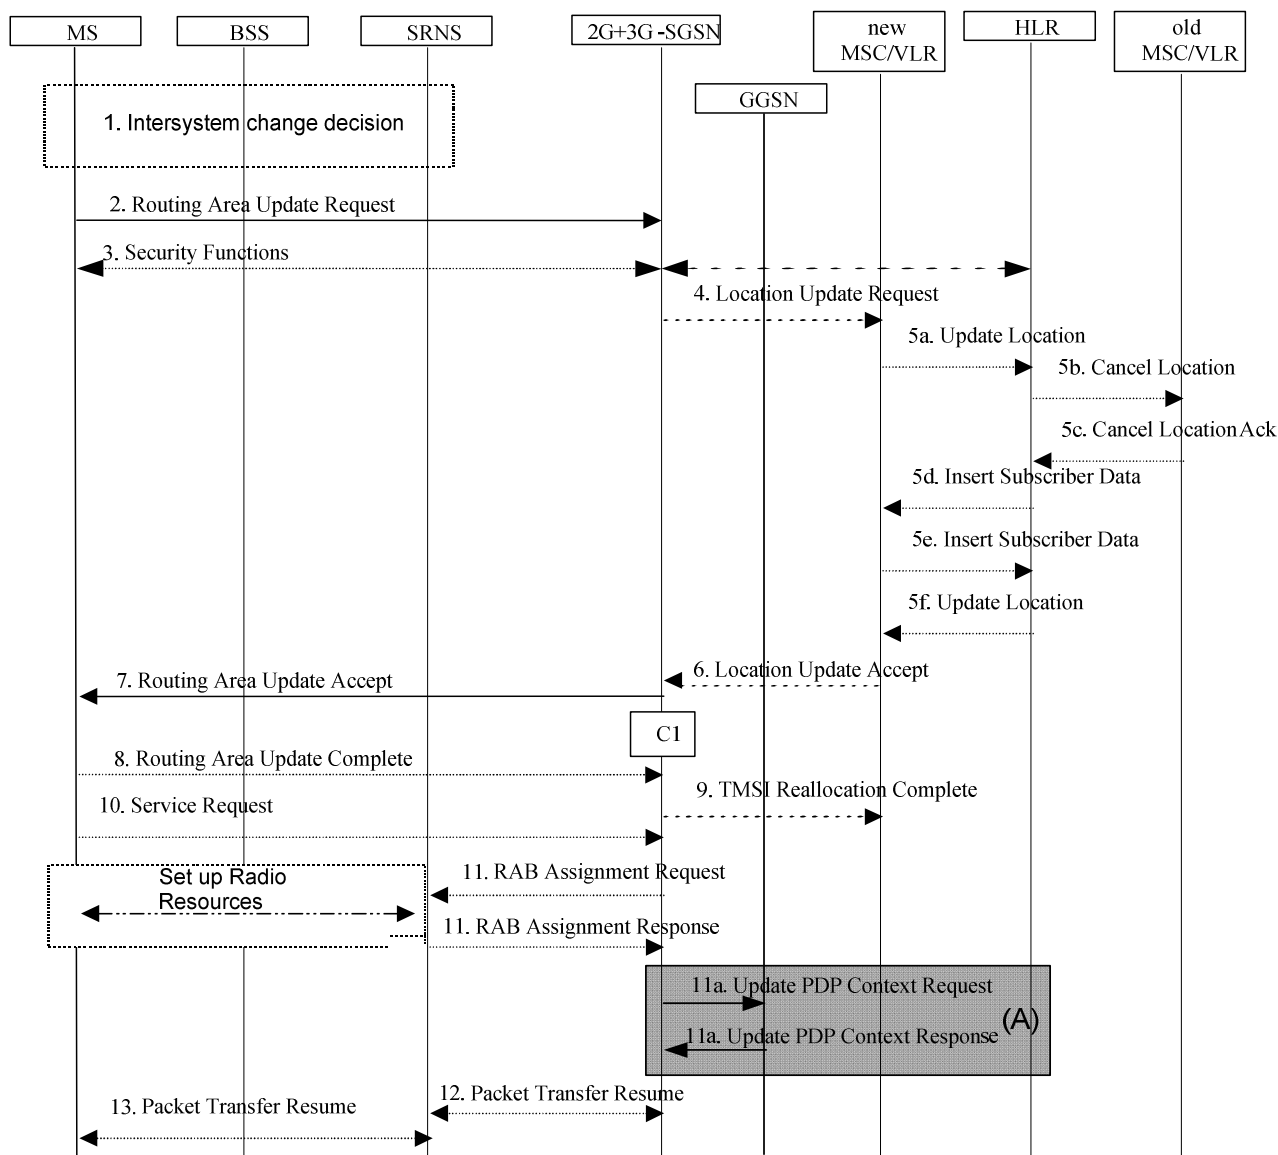 MS
BSS
SRNS
2G+3G-SGSN
new
MSC/VLR
HLR
old
MSC/VLR
GGSN
1. Intersystem change decision
2. Routing Area Update Request
3. Security Functions
4. Location Update Request
5a. Update Location
5b. Cancel Location
5c. Cancel Location Ack
5d. Insert Subscriber Data
5e. Insert Subscriber Data
5f. Update Location
6. Location Update Accept
7. Routing Area Update Accept
C1
8. Routing Area Update Complete
9. TMSI Reallocation Complete
10. Service Request
11. RAB Assignment Request
Set up Radio
Resources
11. RAB Assignment Response
11a. Update PDP Context Request
(A)
11a. Update PDP Context Response
12. Packet Transfer Resume
13. Packet Transfer Resume